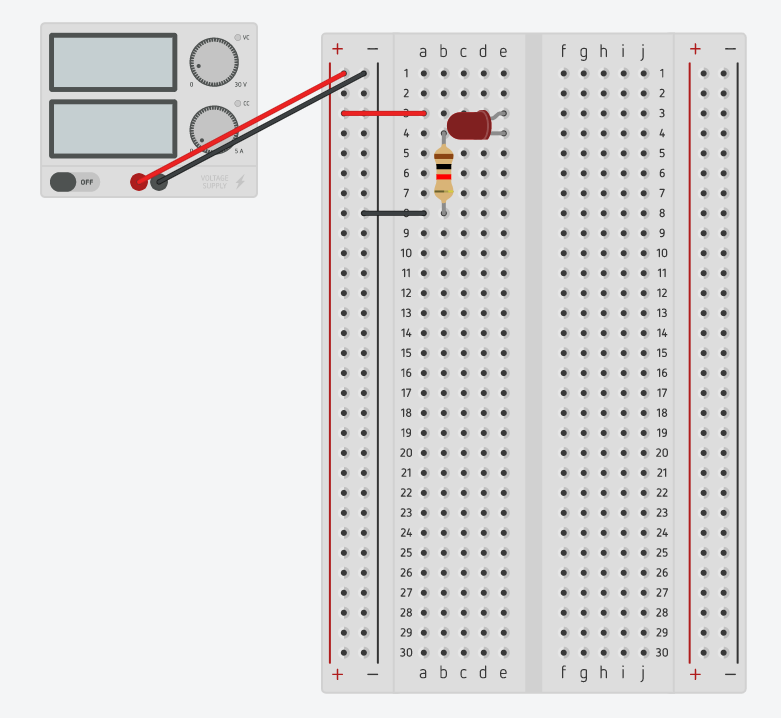 VC
0 30 V
CC
0 5 A
OFF
VOLTAGE
SUPPLY
+ − + −
a b c d e f g h i j
1 1
2 2
3 3
4 4
5 5
6 6
7 7
8 8
9 9
10 10
11 11
12 12
13 13
14 14
15 15
16 16
17 17
18 18
19 19
20 20
21 21
22 22
23 23
24 24
25 25
26 26
27 27
28 28
29 29
30 30
a b c d e f g h i j
+ − + −